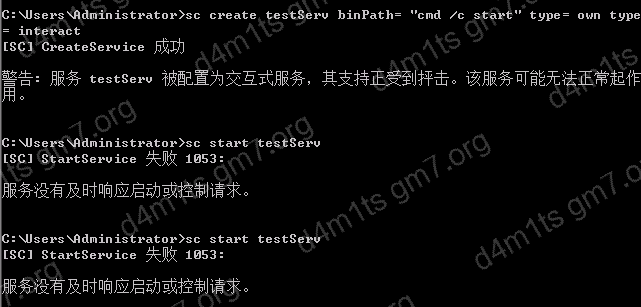 C:\Users\Administrator>sc create testServ binPath= "cmd /c start" type= own type
= interact
[SC] CreateService 成功
警告: 服务 testServ 被配置为交互式服务，其支持正受到抨击。该服务可能无法正常起作
用。
C:\Users\Administrator>sc start testServ
[SC] StartService 失败 1053:
服务没有及时响应启动或控制请求。
C:\Users\Administrator>sc start testServ
[SC] StartService 失败 1053:
服务没有及时响应启动或控制请求。
d4m1ts gm7.org
d4m1ts gm7.org
d4m1ts gm7.org
d4m1ts gm7.org
gm7.org
7.org